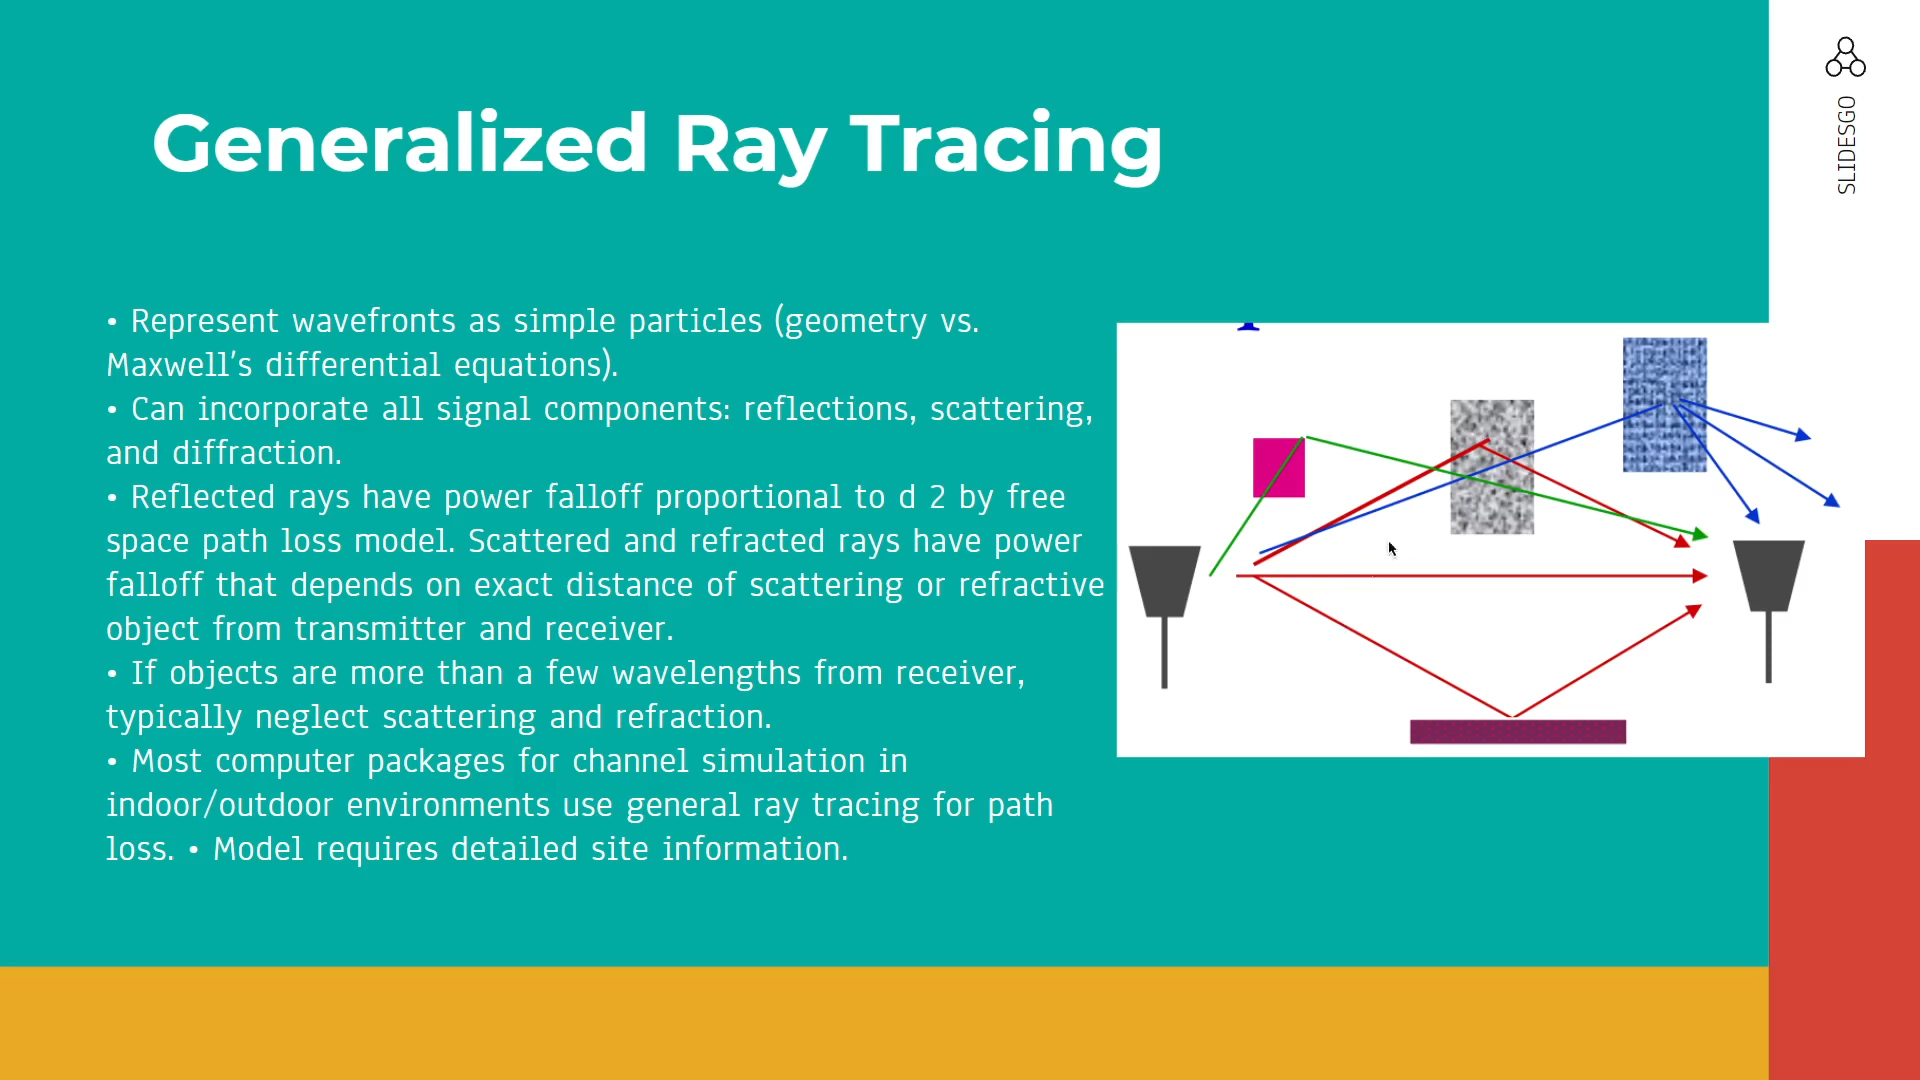 Generalized Ray Tracing
• Represent wavefronts as simple particles (geometry vs.
Maxwell's differential equations).
• Can incorporate all signal components: reflections, scattering,
and diffraction.
• Reflected rays have power falloff proportional to d 2 by free
space path loss model. Scattered and refracted rays have power
falloff that depends on exact distance of scattering or refractive
object from transmitter and receiver.
• If objects are more than a few wavelengths from receiver,
typically neglect scattering and refraction.
• Most computer packages for channel simulation in
indoor/outdoor environments use general ray tracing for path
loss. • Model requires detailed site information.
SLIDESGO